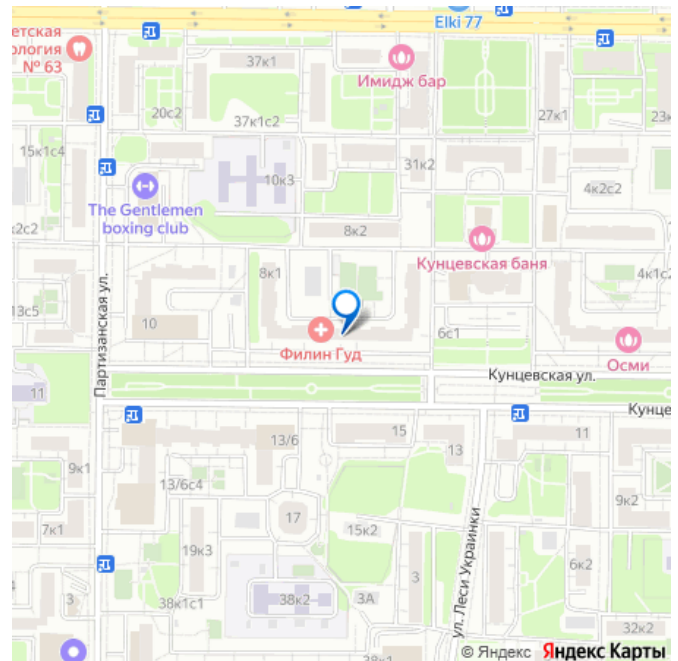 етская
ология
№ 63
Elki 77
37к1
Имидж бар
20с2
37к1с2
27к1
23к
15к1с4
31к2
10к3
4к2с2
The Gentlemen
boxing club
к2с2
8к2
Кунцевская баня
8к1
4к1с2
13с5
Партизанская ул.
10
6с1
Филин Гуд
Осми
Кунцевская ул.
11
Кунце
13/6
15
13
11
9к1
13/6с4
9к2
17
15к2
7к1
19к3
ул. Леси Украинки
6к2
3
3
38к1с1
38к2
3А
32к2
38к1
© Яндекс Яндекс Карты